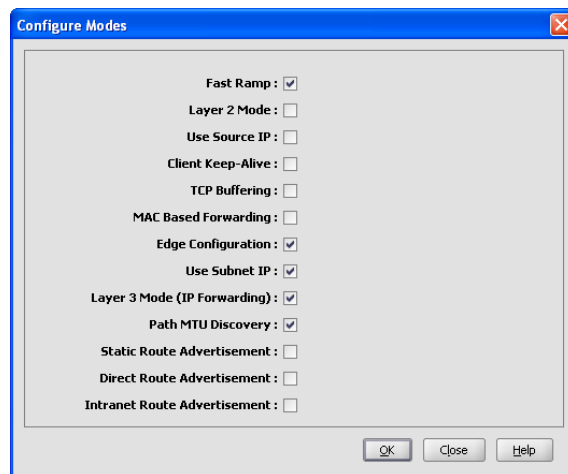 Configure Modes
Fast Ramp :
Layer 2 Mode :
Use Source IP :
Client Keep-Alive :
TCP Buffering :
MAC Based Forwarding :
Edge Configuration :
Use Subnet IP :
Layer 3 Mode (IP Forwarding) :
Path MTU Discovery :
Static Route Advertisement :
Direct Route Advertisement :
Intranet Route Advertisement :
OK Close Help